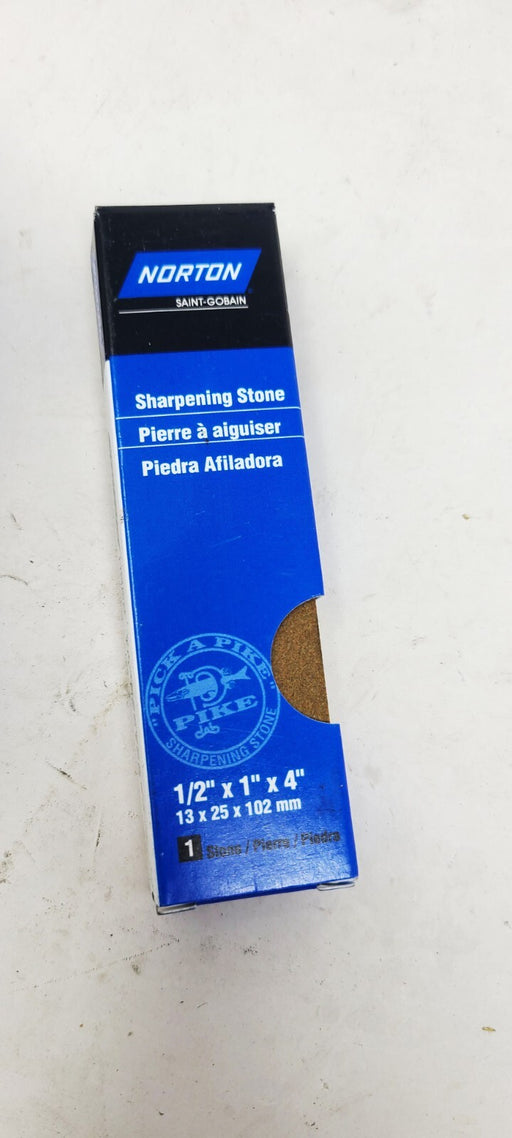 NORTON
SAINT-GOBAIN
Sharpening Stone
Pierre à aiguiser
Piedra Afiladora
"PICK A PIKE"
PIKE
SHARPENING STONE
1/2" x 1" x 4"
13 x 25 x 102 mm
1 Stone / Pierre / Piedra